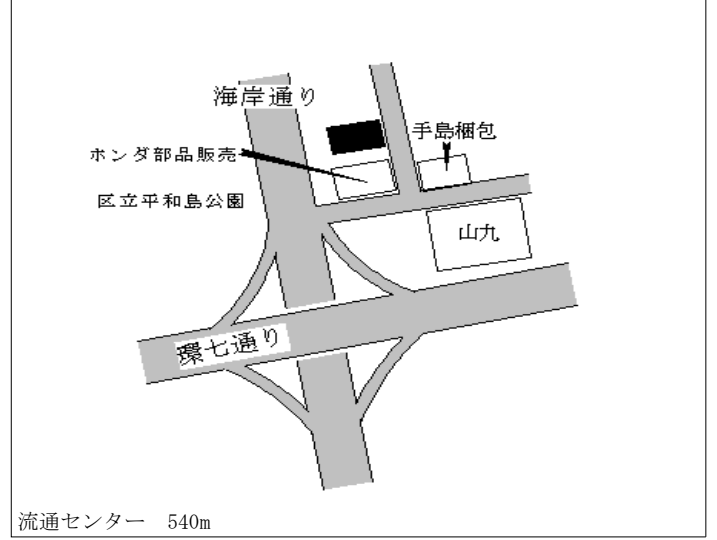 海岸通り
手島梱包
ホンダ部品販売
区立平和島公園
山九
環七通り
流通センター　540m